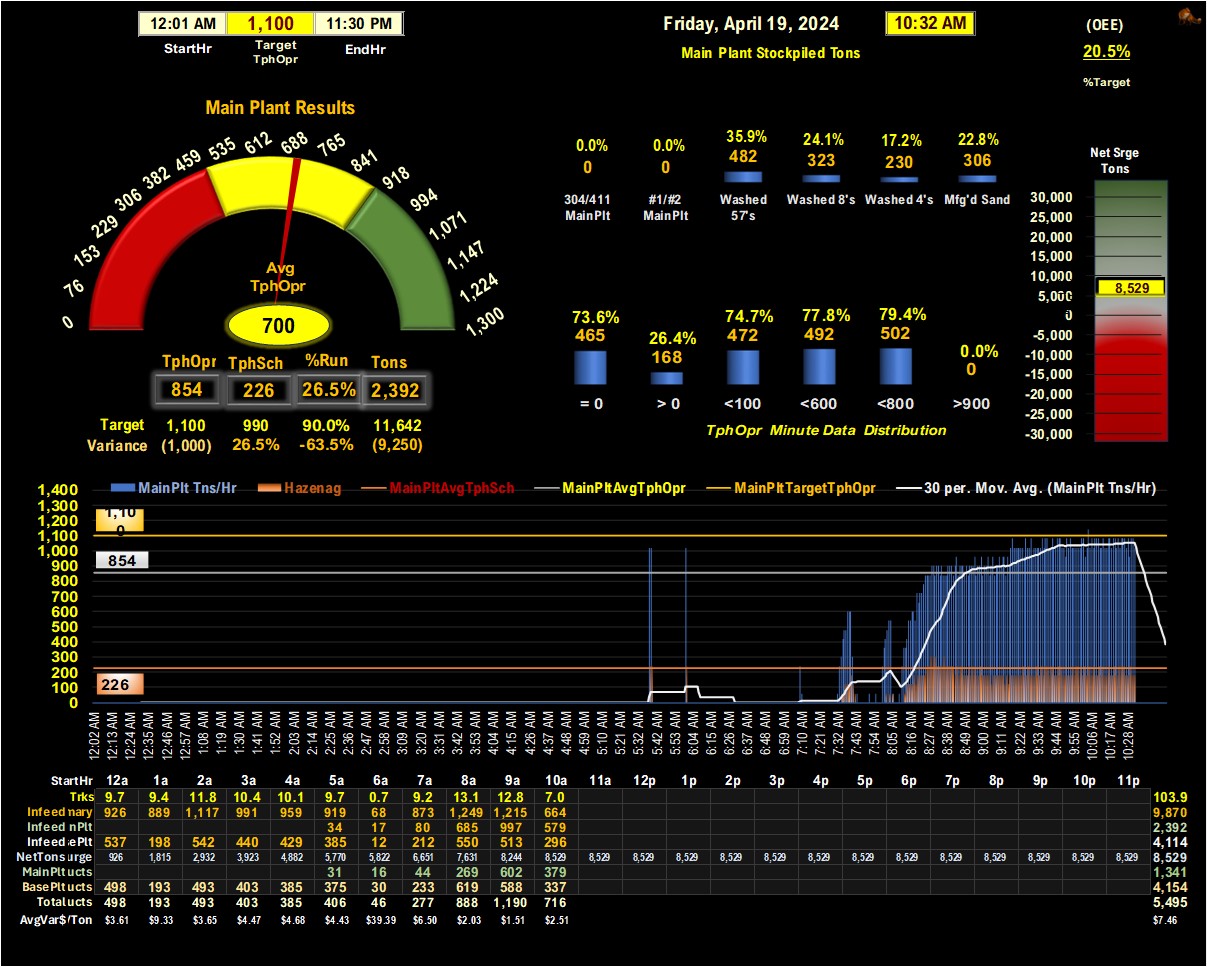 12:01 AM 1,100 11:30 PM
StartHr Target TphOpr EndHr
Friday, April 19, 2024 10:32 AM
Main Plant Stockpiled Tons
(OEE)
20.5%
%Target
Main Plant Results
0 76 153 229 306 382 459 535 612 688 765 841 918 994 1,071 1,147 1,224 1,300
Avg
TphOpr
700
TphOpr TphSch %Run Tons
854 226 26.5% 2,392
Target 1,100 990 90.0% 11,642
Variance (1,000) 26.5% -63.5% (9,250)
0.0% 0.0% 35.9% 24.1% 17.2% 22.8%
0 0 482 323 230 306
304/411 MainPlt #1/#2 MainPlt Washed 57's Washed 8's Washed 4's Mfg'd Sand
73.6% 26.4% 74.7% 77.8% 79.4% 0.0%
465 168 472 492 502 0
= 0 > 0 <100 <600 <800 >900
TphOpr Minute Data Distribution
Net Srge
Tons
30,000
25,000
20,000
15,000
10,000
8,529
5,000
0
-5,000
-10,000
-15,000
-20,000
-25,000
-30,000
MainPlt Tns/Hr Hazenag MainPltAvgTphSch MainPltAvgTphOpr MainPltTargetTphOpr 30 per. Mov. Avg. (MainPlt Tns/Hr)
1,400
1,300
1,200
1,100
1,000
900
800
700
600
500
400
300
200
100
0
1,100
854
226
12:02 AM 12:13 AM 12:24 AM 12:35 AM 12:46 AM 12:57 AM 1:08 AM 1:19 AM 1:30 AM 1:41 AM 1:52 AM 2:03 AM 2:14 AM 2:25 AM 2:36 AM 2:47 AM 2:58 AM 3:09 AM 3:20 AM 3:31 AM 3:42 AM 3:53 AM 4:04 AM 4:15 AM 4:26 AM 4:37 AM 4:48 AM 4:59 AM 5:10 AM 5:21 AM 5:32 AM 5:42 AM 5:53 AM 6:04 AM 6:15 AM 6:26 AM 6:37 AM 6:48 AM 6:59 AM 7:10 AM 7:21 AM 7:32 AM 7:43 AM 7:54 AM 8:05 AM 8:16 AM 8:27 AM 8:38 AM 8:49 AM 9:00 AM 9:11 AM 9:22 AM 9:33 AM 9:44 AM 9:55 AM 10:06 AM 10:17 AM 10:28 AM
StartHr 12a 1a 2a 3a 4a 5a 6a 7a 8a 9a 10a 11a 12p 1p 2p 3p 4p 5p 6p 7p 8p 9p 10p 11p
Trks 9.7 9.4 11.8 10.4 10.1 9.7 0.7 9.2 13.1 12.8 7.0 103.9
Infeed mary 926 889 1,117 991 959 919 68 873 1,249 1,215 664 9,870
Infeed nPlt 34 17 80 685 997 579 2,392
Infeed ePlt 537 198 542 440 429 385 12 212 550 513 296 4,114
NetTons urge 926 1,815 2,932 3,923 4,882 5,770 5,822 6,651 7,631 8,244 8,529 8,529 8,529 8,529 8,529 8,529 8,529 8,529 8,529 8,529 8,529 8,529 8,529 8,529 8,529
MainPlt ucts 31 16 44 269 602 379 1,341
BasePlt ucts 498 193 493 403 385 375 30 233 619 588 337 4,154
Total ucts 498 193 493 403 385 406 46 277 888 1,190 716 5,495
AvgVar$/Ton $3.61 $9.33 $3.65 $4.47 $4.68 $4.43 $39.39 $6.50 $2.03 $1.51 $2.51 $7.46